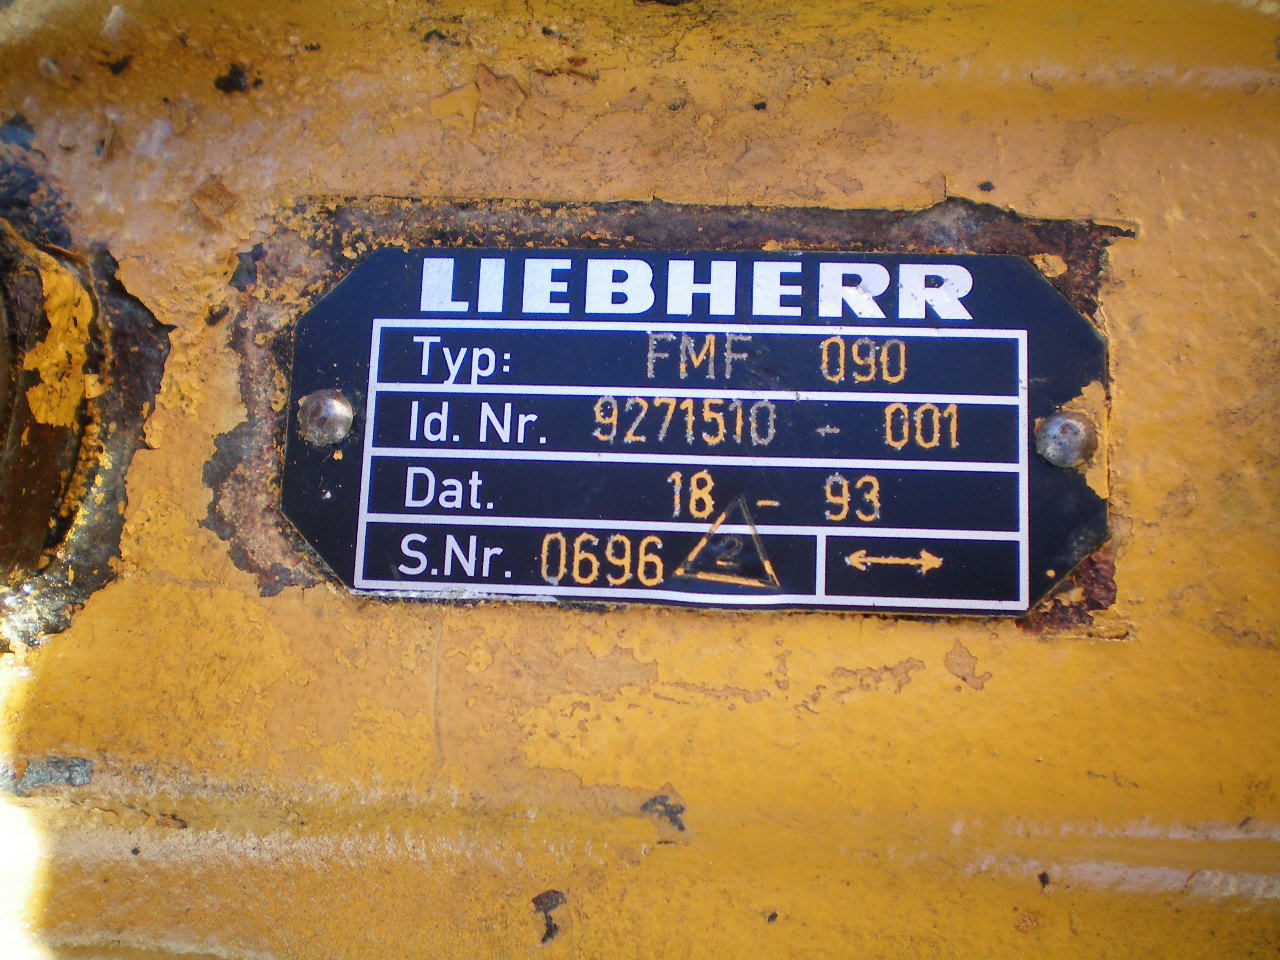 LIEBHERR
Typ: FMF 090
Id. Nr. 9271510 - 001
Dat. 18 - 93
S.Nr. 0696 2